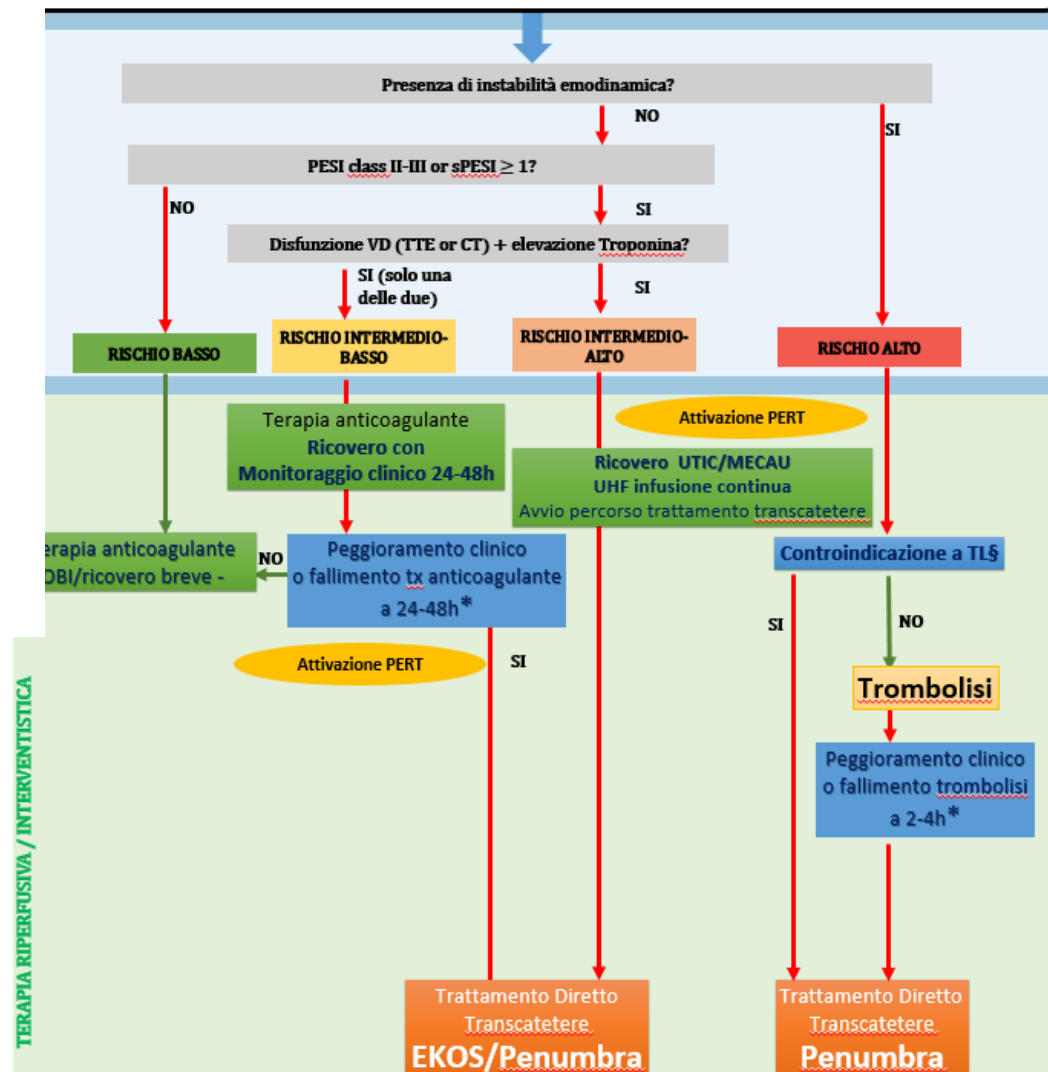 Presenza di instabilità emodinamica?
NO
SI
PESI class II-III or sPESI ≥ 1?
NO
SI
Disfunzione VD (TTE or CT) + elevazione Troponina?
SI (solo una
delle due)
SI
RISCHIO BASSO
RISCHIO INTERMEDIO-
BASSO
RISCHIO INTERMEDIO-
ALTO
RISCHIO ALTO
Attivazione PERT
Terapia anticoagulante
Ricovero con
Monitoraggio clinico 24-48h
Ricovero UTIC/MECAU
UHF infusione continua
Avvio percorso trattamento transcatetere
erapia anticoagulante
OBI/ricovero breve -
NO
Peggioramento clinico
o fallimento tx anticoagulante
a 24-48h*
Controindicazione a TL§
SI
NO
Attivazione PERT
SI
Trombolisi
Peggioramento clinico
o fallimento trombolisi
a 2-4h*
TERAPIA RIPERFUSIVA / INTERVENTISTICA
Trattamento Diretto
Transcatetere
EKOS/Penumbra
Trattamento Diretto
Transcatetere
Penumbra